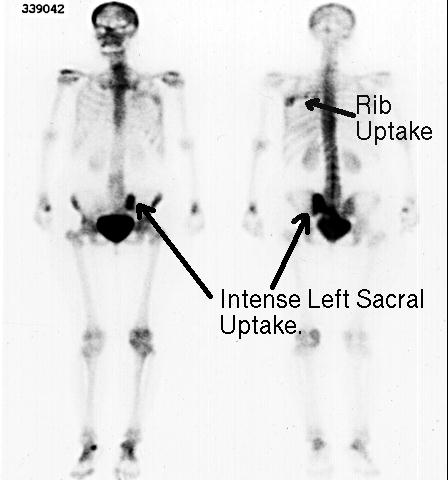 339042
Rib
Uptake
Intense Left Sacral
Uptake.